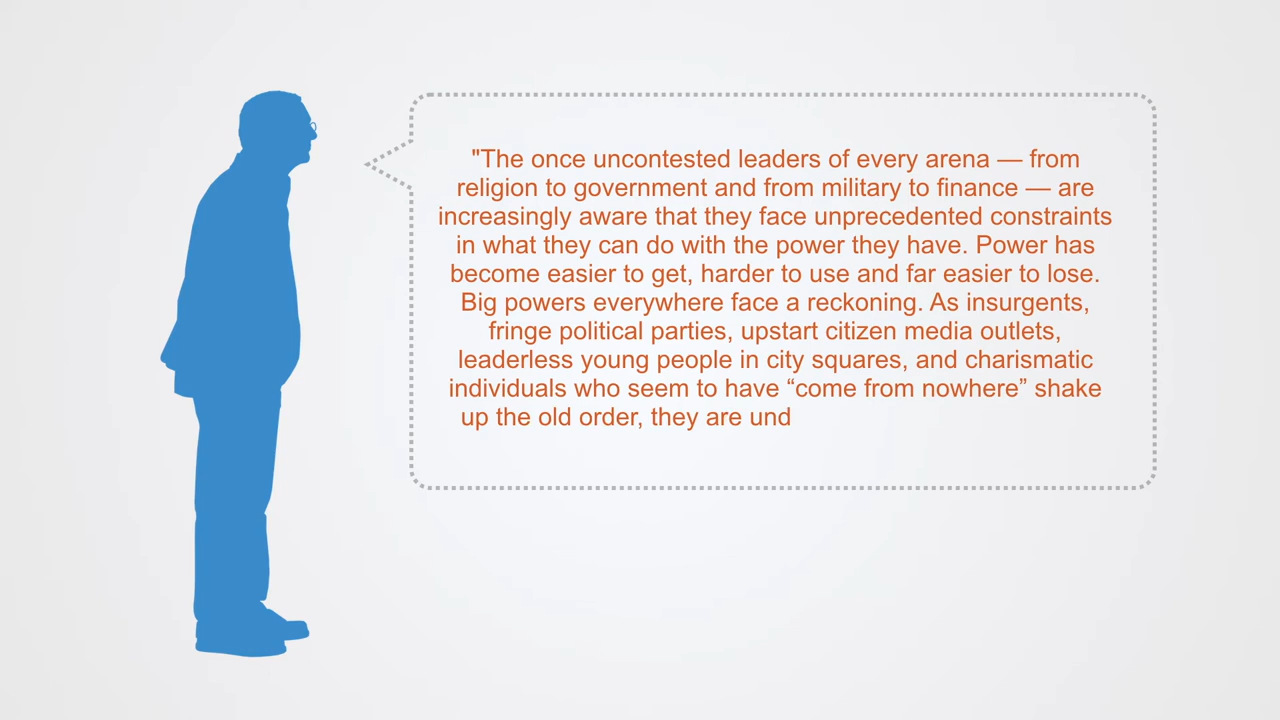 "The once uncontested leaders of every arena — from
religion to government and from military to finance — are
increasingly aware that they face unprecedented constraints
in what they can do with the power they have. Power has
become easier to get, harder to use and far easier to lose.
Big powers everywhere face a reckoning. As insurgents,
fringe political parties, upstart citizen media outlets,
leaderless young people in city squares, and charismatic
individuals who seem to have “come from nowhere” shake
up the old order, they are und